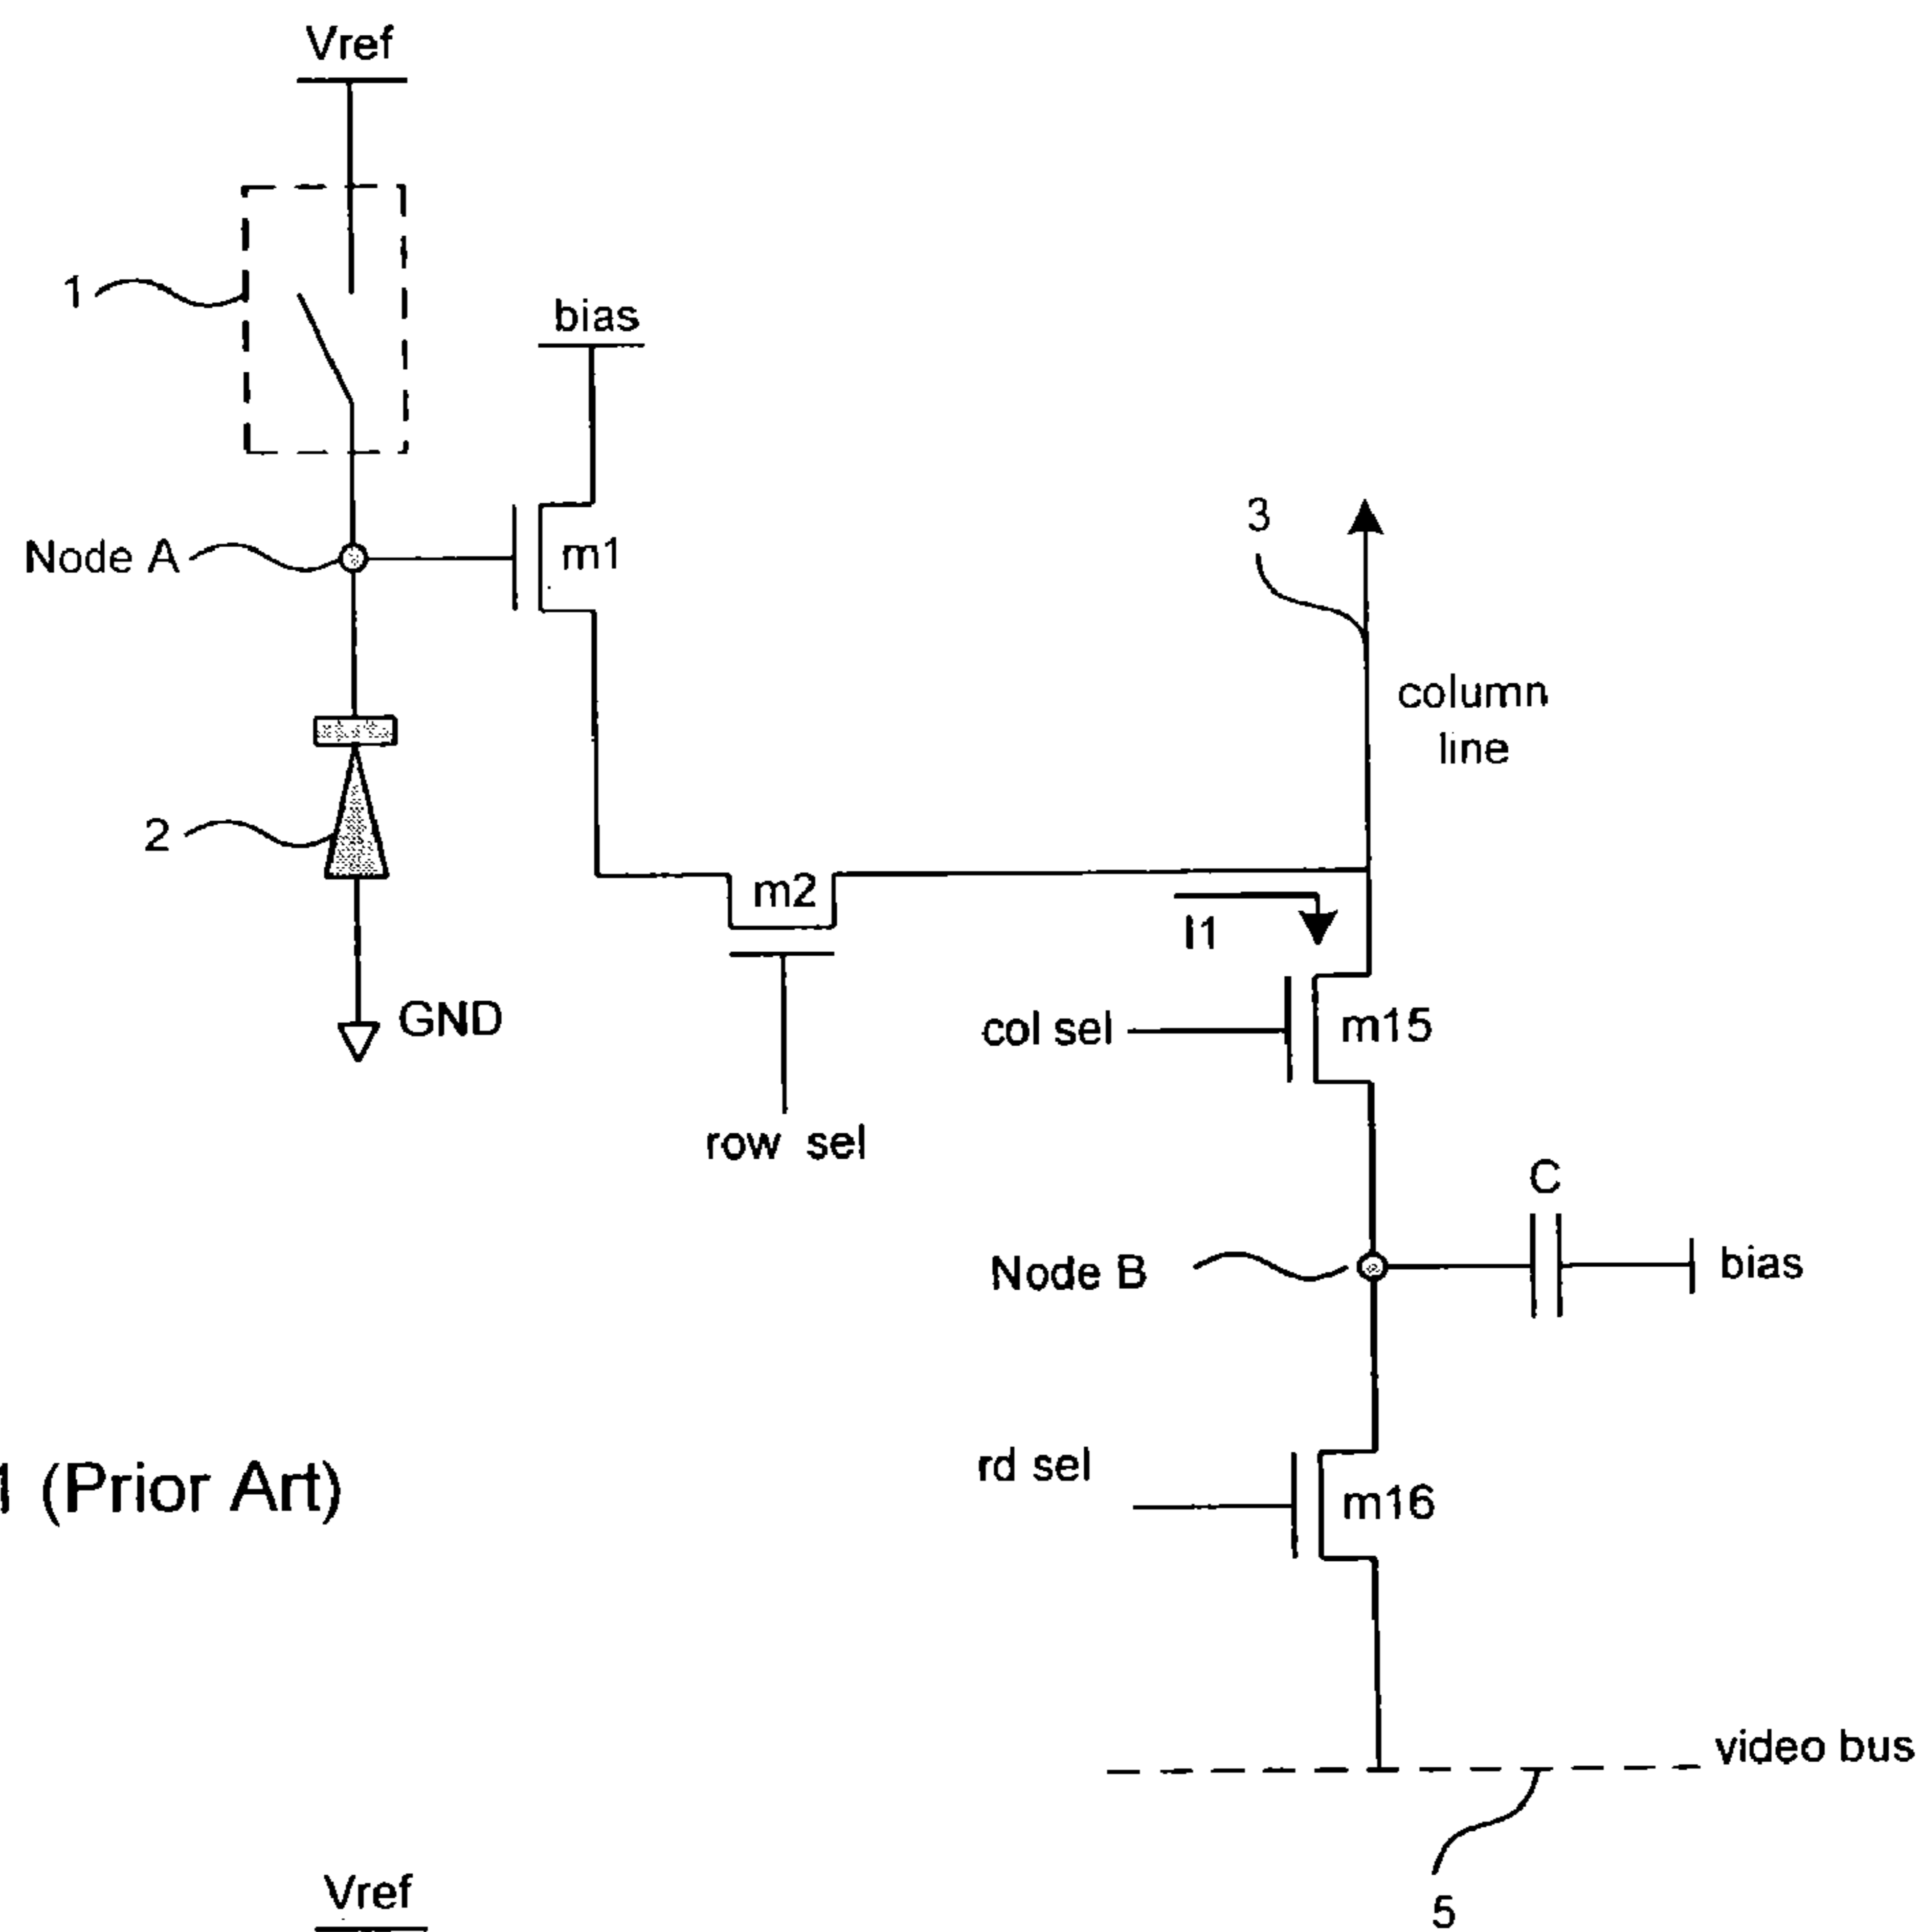 Vref
1
bias
Node A
m1
3
column
line
2
m2
I1
GND
col sel
m15
row sel
C
Node B
bias
rd sel
1 (Prior Art)
m16
video bus
Vref
5